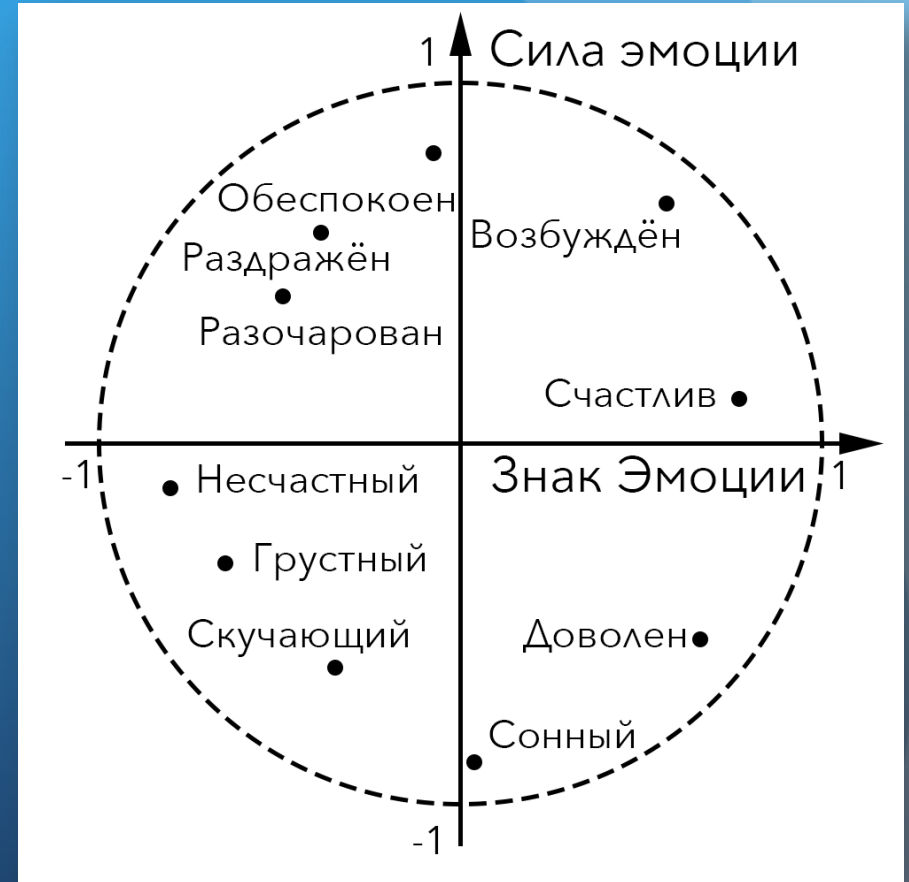 1 Сила эмоции
Обеспокоен
Возбуждён
Раздражён
Разочарован
Счастлив
-1 Несчастный
Знак Эмоции 1
Грустный
Скучающий
Доволен
Сонный
-1